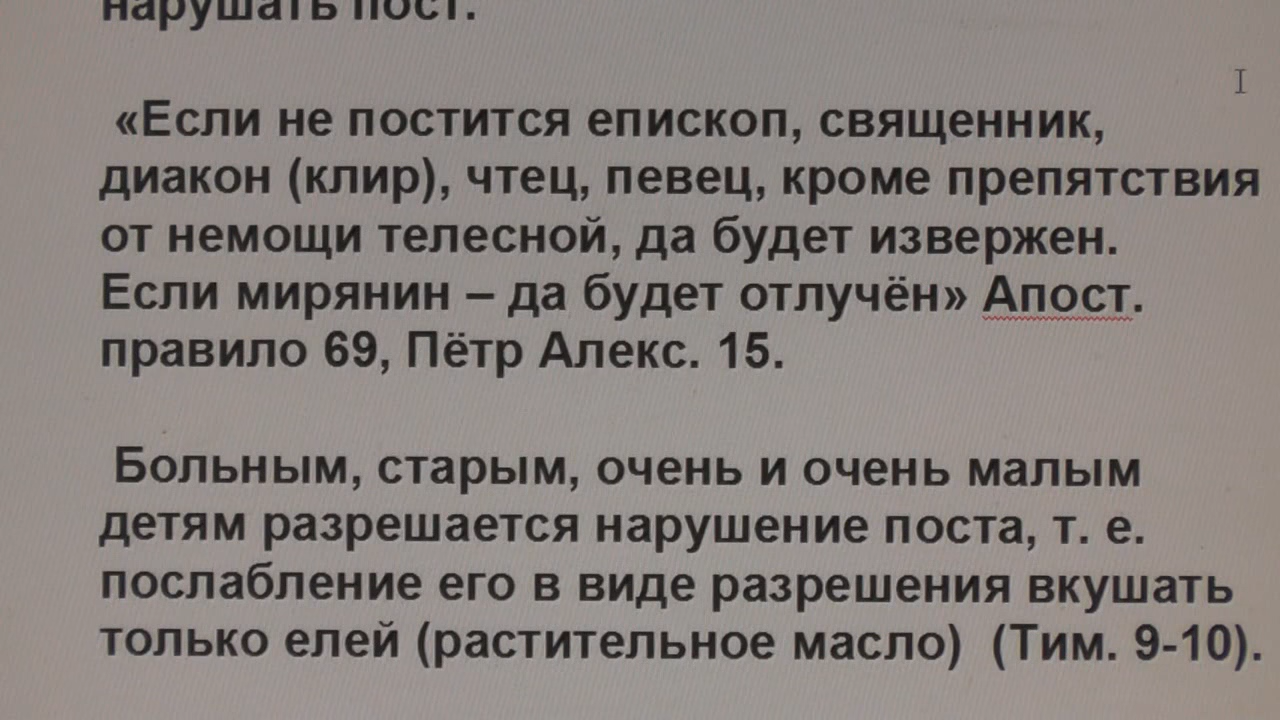 нарушать пост.
«Если не постится епископ, священник,
диакон (клир), чтец, певец, кроме препятствия
от немощи телесной, да будет извержен.
Если мирянин – да будет отлучён» Апост.
правило 69, Пётр Алекс. 15.
Больным, старым, очень и очень малым
детям разрешается нарушение поста, т. е.
послабление его в виде разрешения вкушать
только елей (растительное масло) (Тим. 9-10).